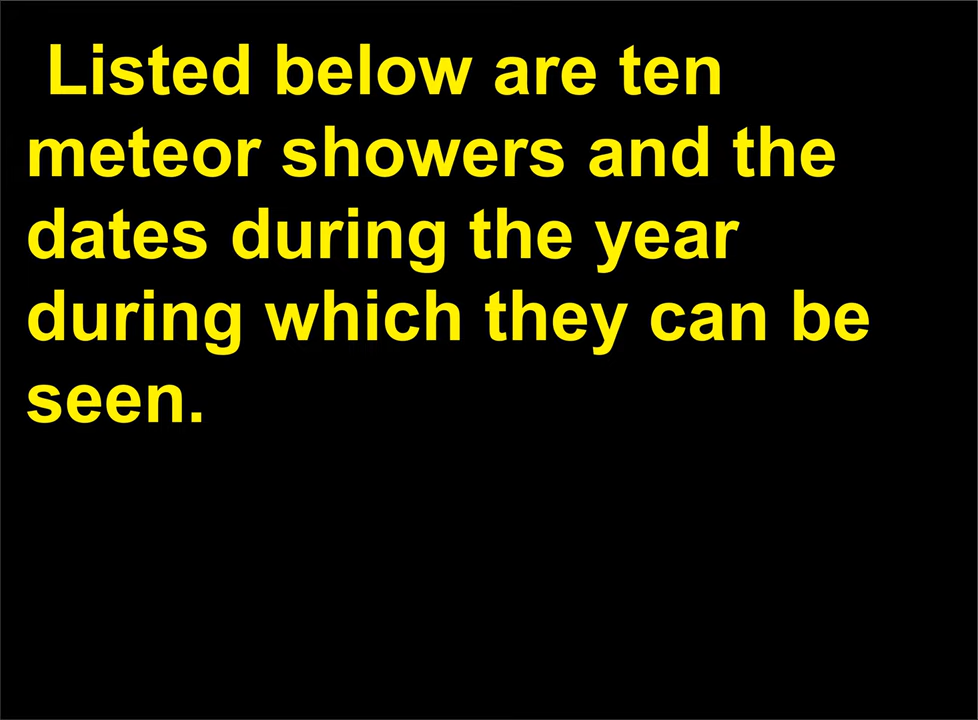 Listed below are ten
meteor showers and the
dates during the year
during which they can be
seen.